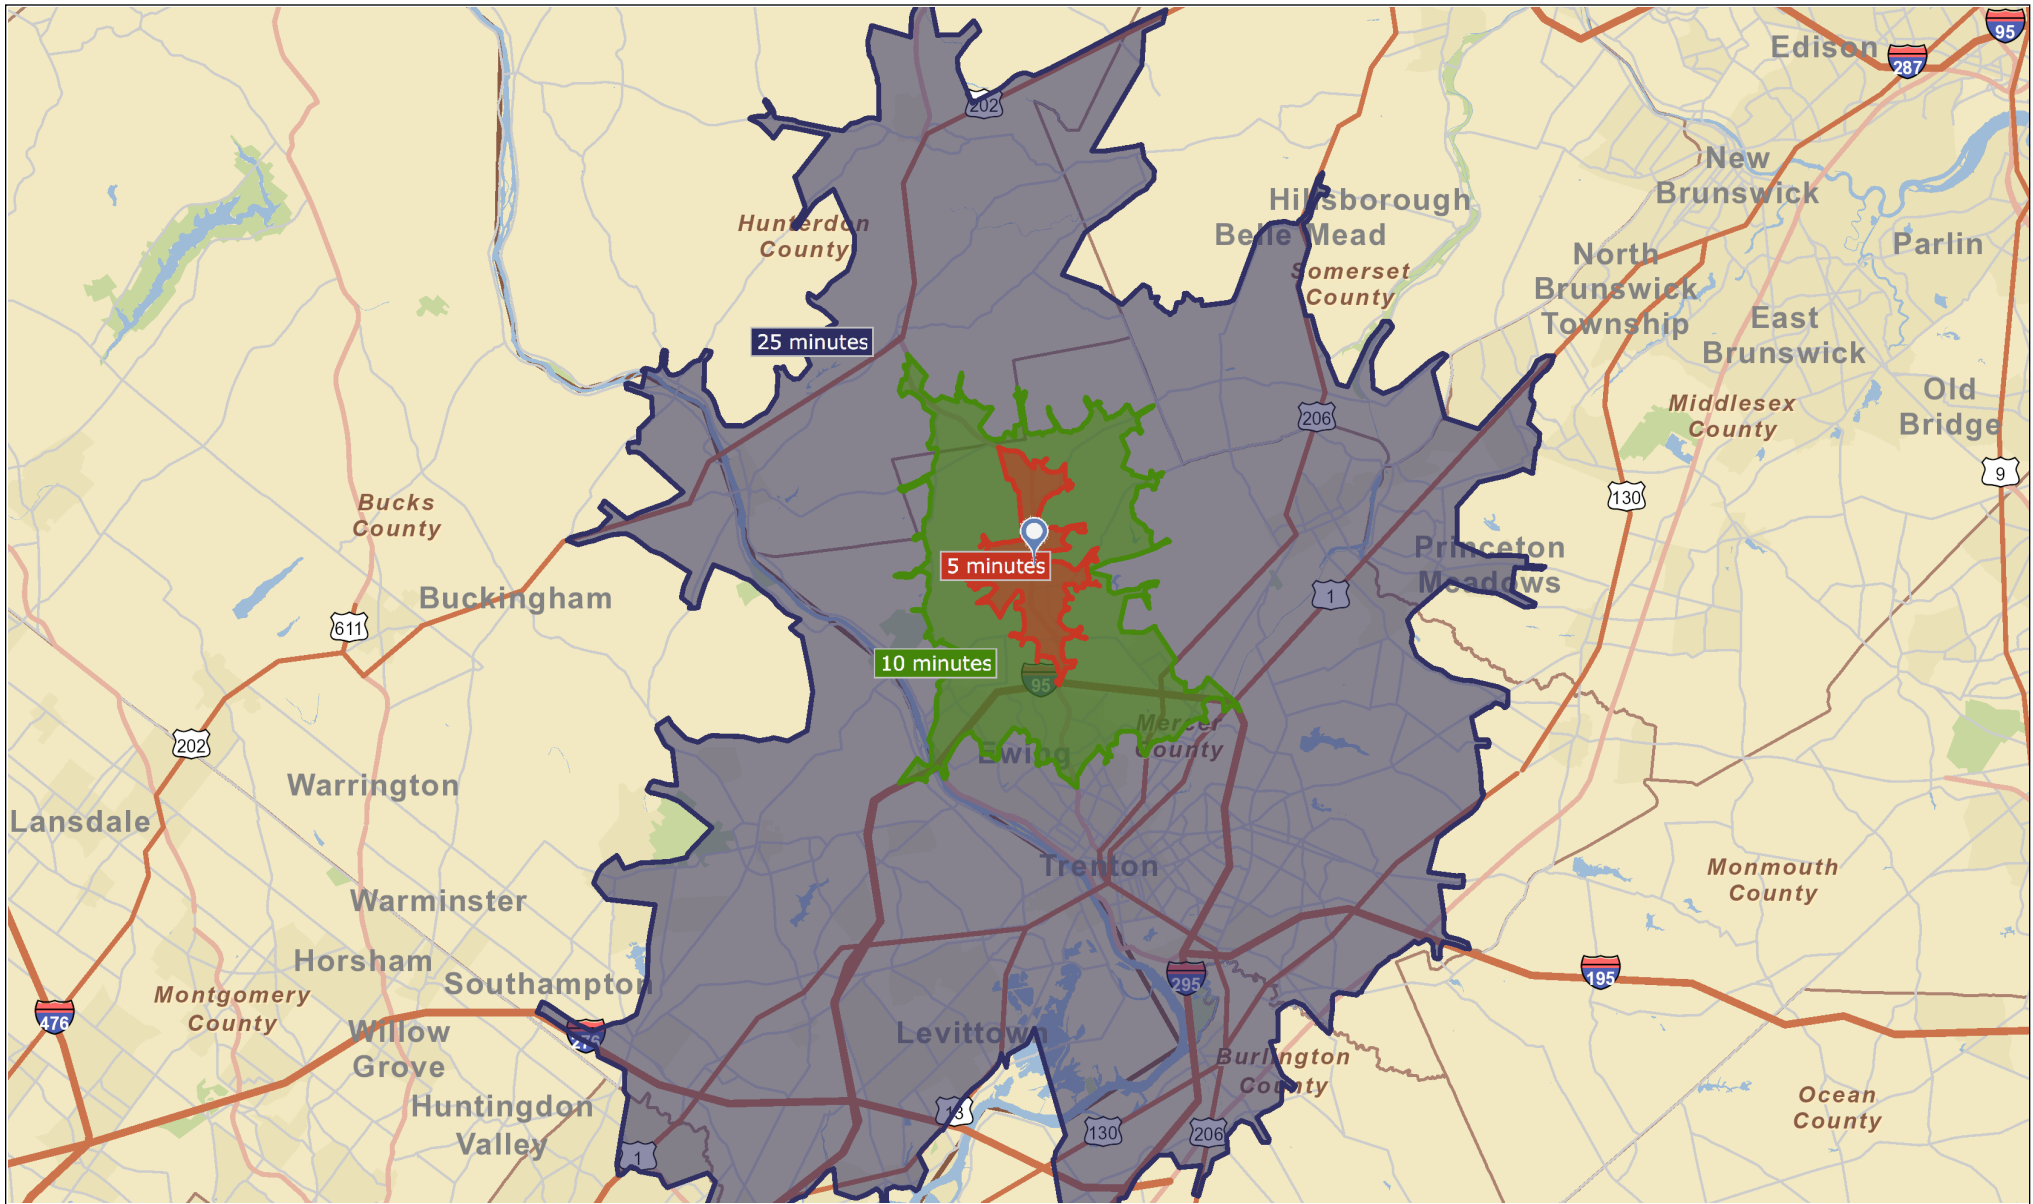 95
Edison
287
202
New
Brunswick
Hillsborough
Hunterdon
County
Belle Mead
Parlin
North
Brunswick
Township
Somerset
County
East
Brunswick
25 minutes
Old
Bridge
Middlesex
County
206
9
130
Bucks
County
Princeton
Meadows
5 minutes
Buckingham
1
611
10 minutes
95
Mercer
County
202
Ewing
Warrington
Lansdale
Trenton
Monmouth
County
Warminster
Horsham
Southampton
195
295
Montgomery
County
476
Willow
Grove
276
Levittown
Burlington
County
Huntingdon
Valley
13
Ocean
County
130
206
1